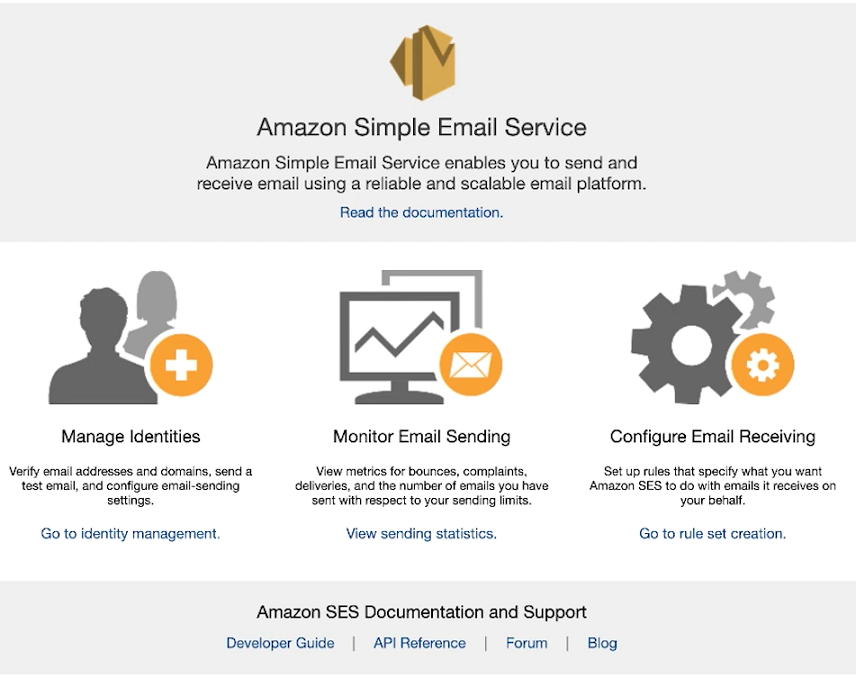 Amazon Simple Email Service
Amazon Simple Email Service enables you to send and
receive email using a reliable and scalable email platform.
Read the documentation.
Manage Identities
Verify email addresses and domains, send a
test email, and configure email-sending
settings.
Go to identity management.
Monitor Email Sending
View metrics for bounces, complaints,
deliveries, and the number of emails you have
sent with respect to your sending limits.
View sending statistics.
Configure Email Receiving
Set up rules that specify what you want
Amazon SES to do with emails it receives on
your behalf.
Go to rule set creation.
Amazon SES Documentation and Support
Developer Guide | API Reference | Forum | Blog